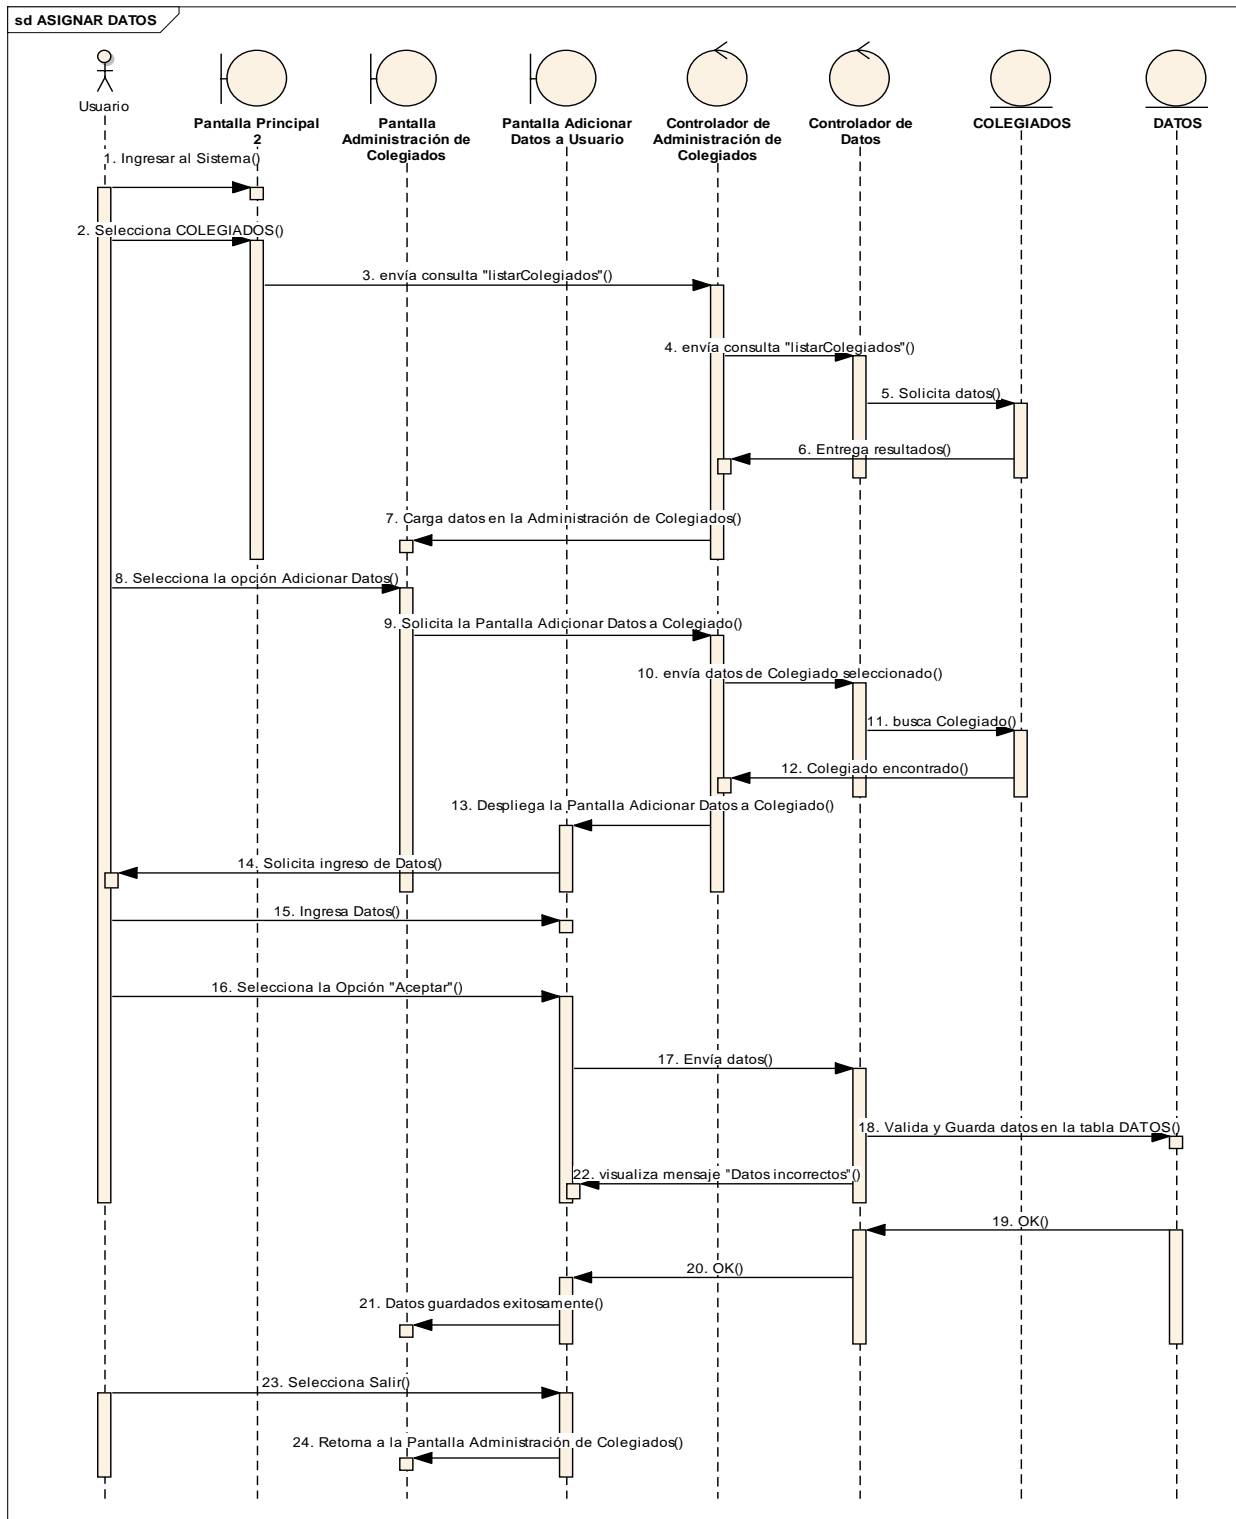 sd ASIGNAR DATOS
Usuario
Pantalla Principal
2
Pantalla
Administración de
Colegiados
Pantalla Adicionar
Datos a Usuario
Controlador de
Administración de
Colegiados
Controlador de
Datos
COLEGIADOS
DATOS
1. Ingresar al Sistema()
2. Selecciona COLEGIADOS()
3. envía consulta "listarColegiados"()
4. envía consulta "listarColegiados"()
5. Solicita datos()
6. Entrega resultados()
7. Carga datos en la Administración de Colegiados()
8. Selecciona la opción Adicionar Datos()
9. Solicita la Pantalla Adicionar Datos a Colegiado()
10. envía datos de Colegiado seleccionado()
11. busca Colegiado()
12. Colegiado encontrado()
13. Despliega la Pantalla Adicionar Datos a Colegiado()
14. Solicita ingreso de Datos()
15. Ingresa Datos()
16. Selecciona la Opción "Aceptar"()
17. Envía datos()
18. Valida y Guarda datos en la tabla DATOS()
22. visualiza mensaje "Datos incorrectos"()
19. OK()
20. OK()
21. Datos guardados exitosamente()
23. Selecciona Salir()
24. Retorna a la Pantalla Administración de Colegiados()